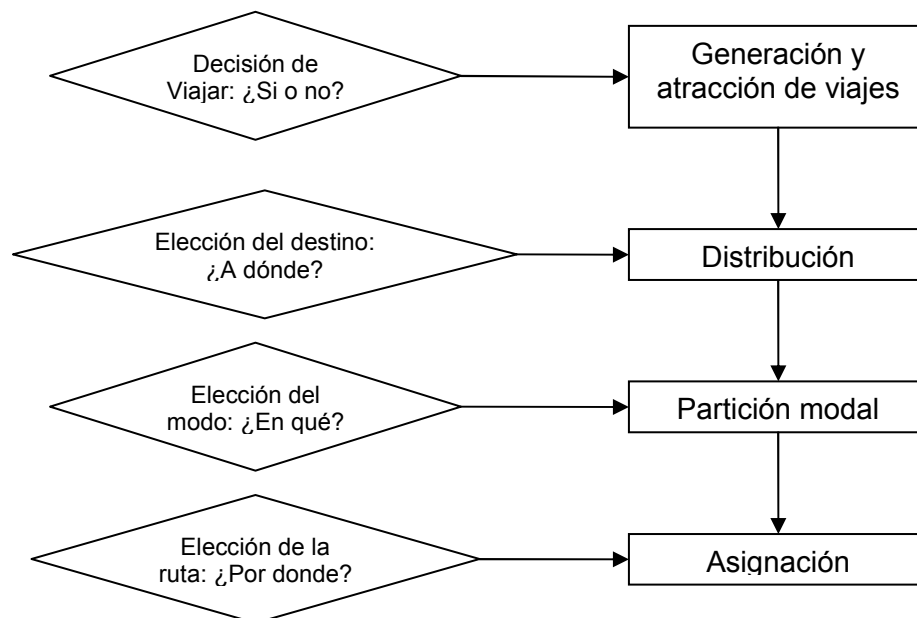 Decisión de
Viajar: ¿Si o no?
Generación y
atracción de viajes
Elección del destino:
¿A dónde?
Distribución
Elección del
modo: ¿En qué?
Partición modal
Elección de la
ruta: ¿Por donde?
Asignación